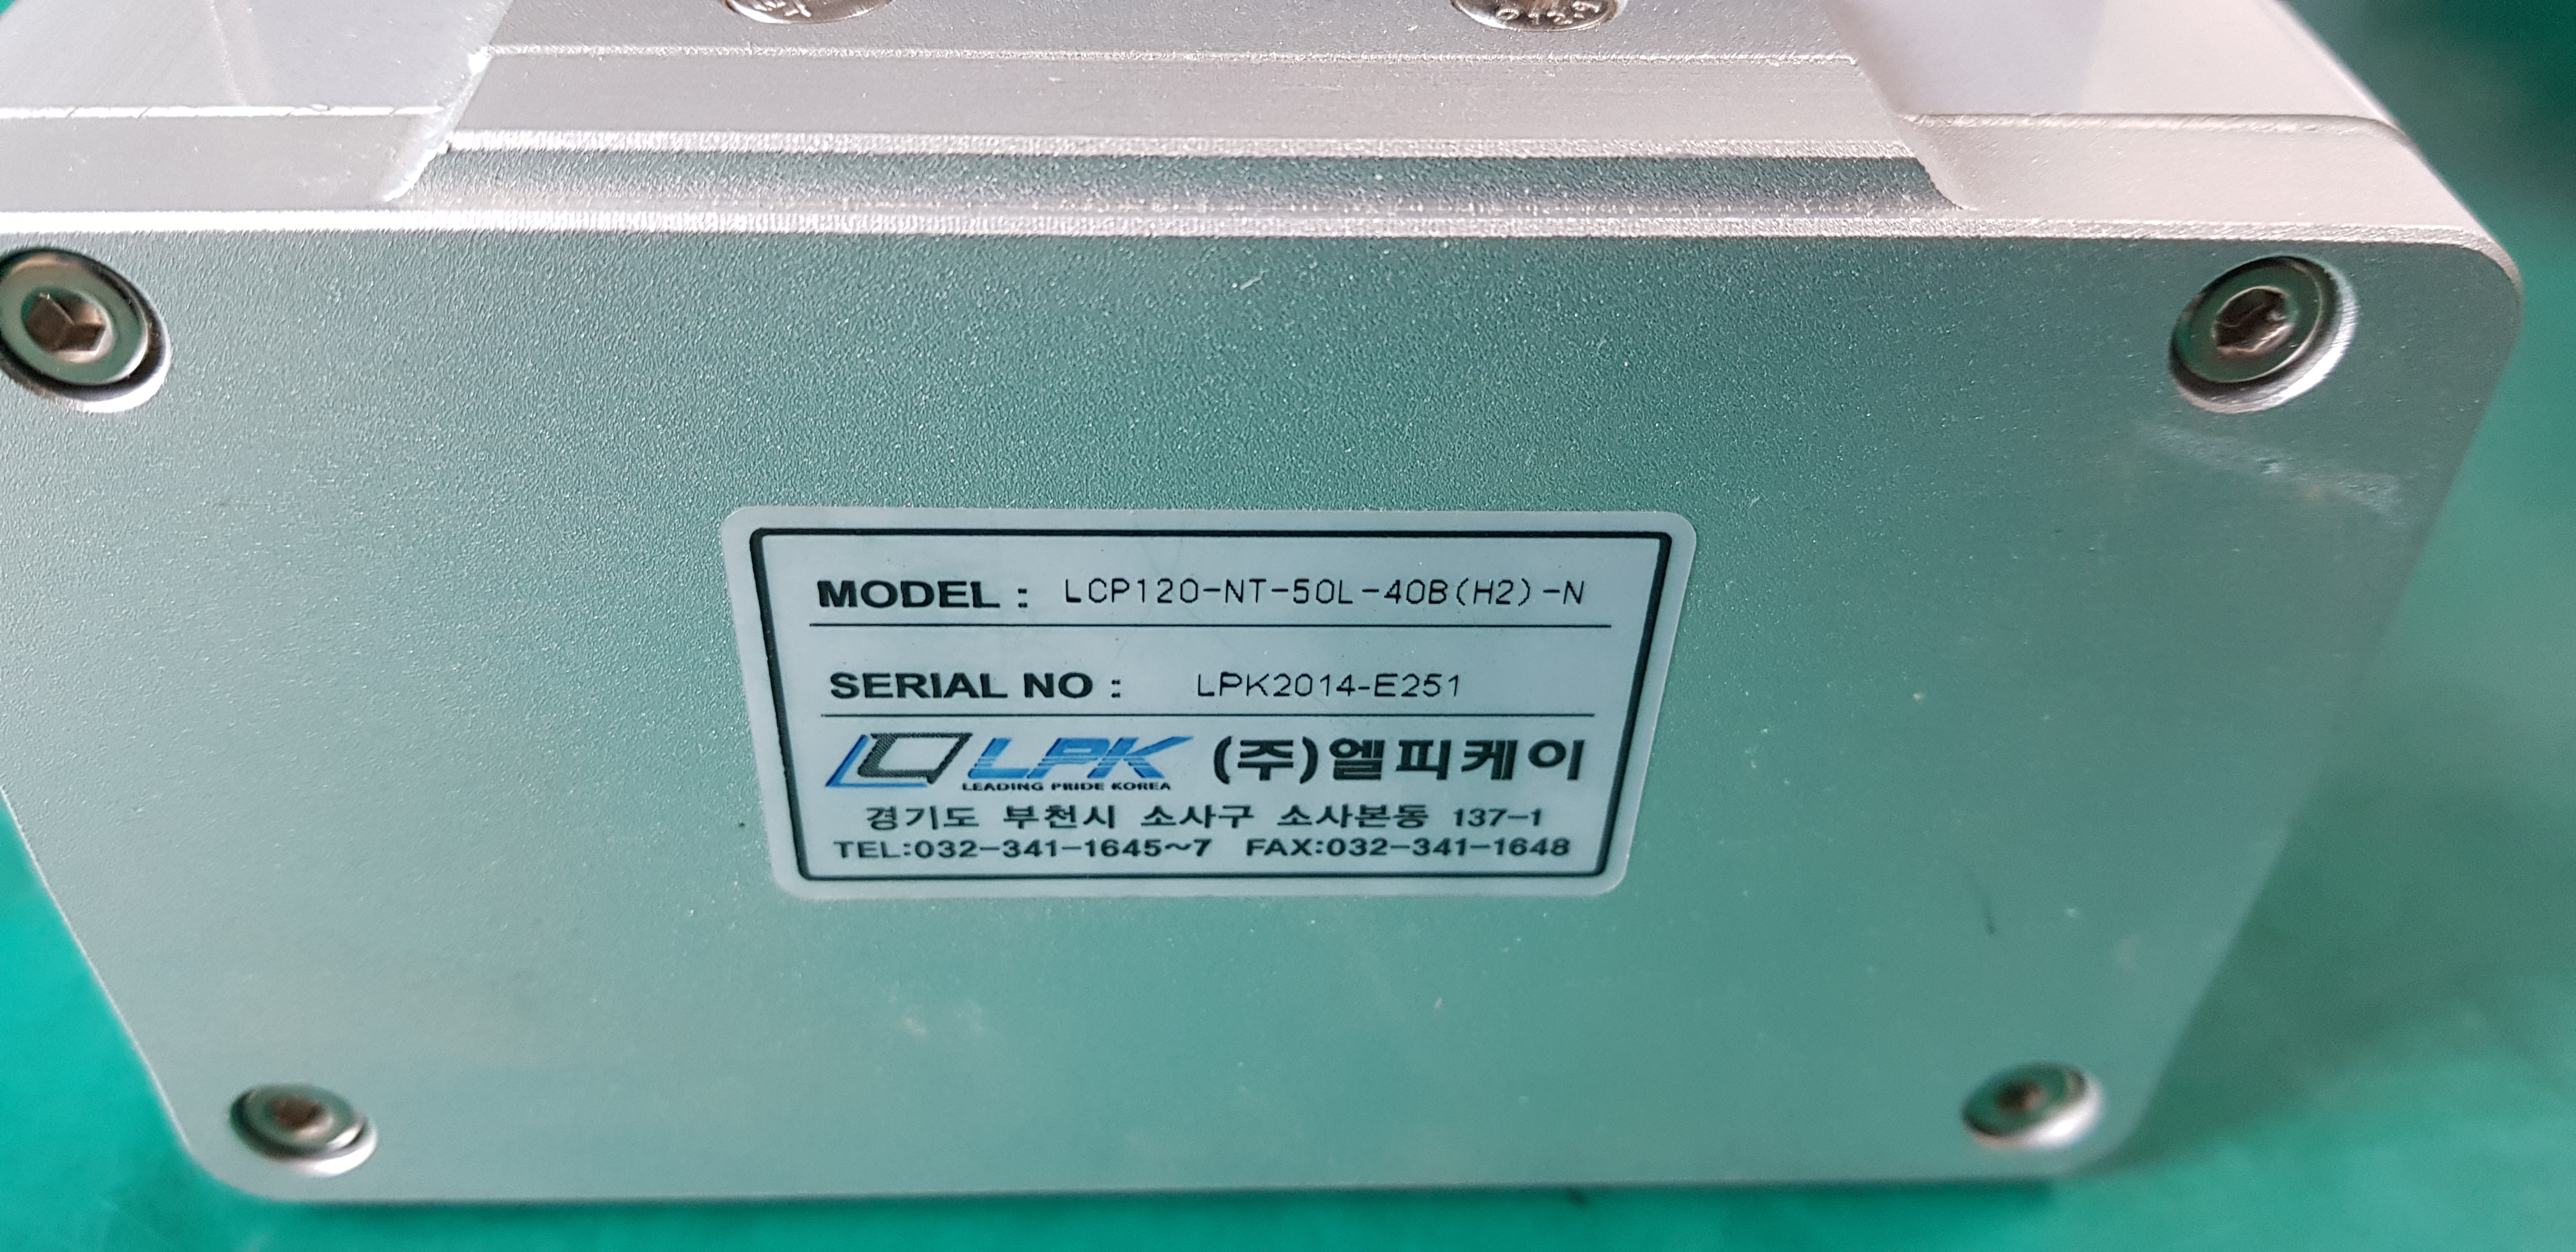 MODEL : LCP120-NT-50L-40B(H2)-N
SERIAL NO : LPK2014-E251
LPK (주)엘피케이
LEADING PRIDE KOREA
경기도 부천시 소사구 소사본동 137-1
TEL:032-341-1645~7 FAX:032-341-1648